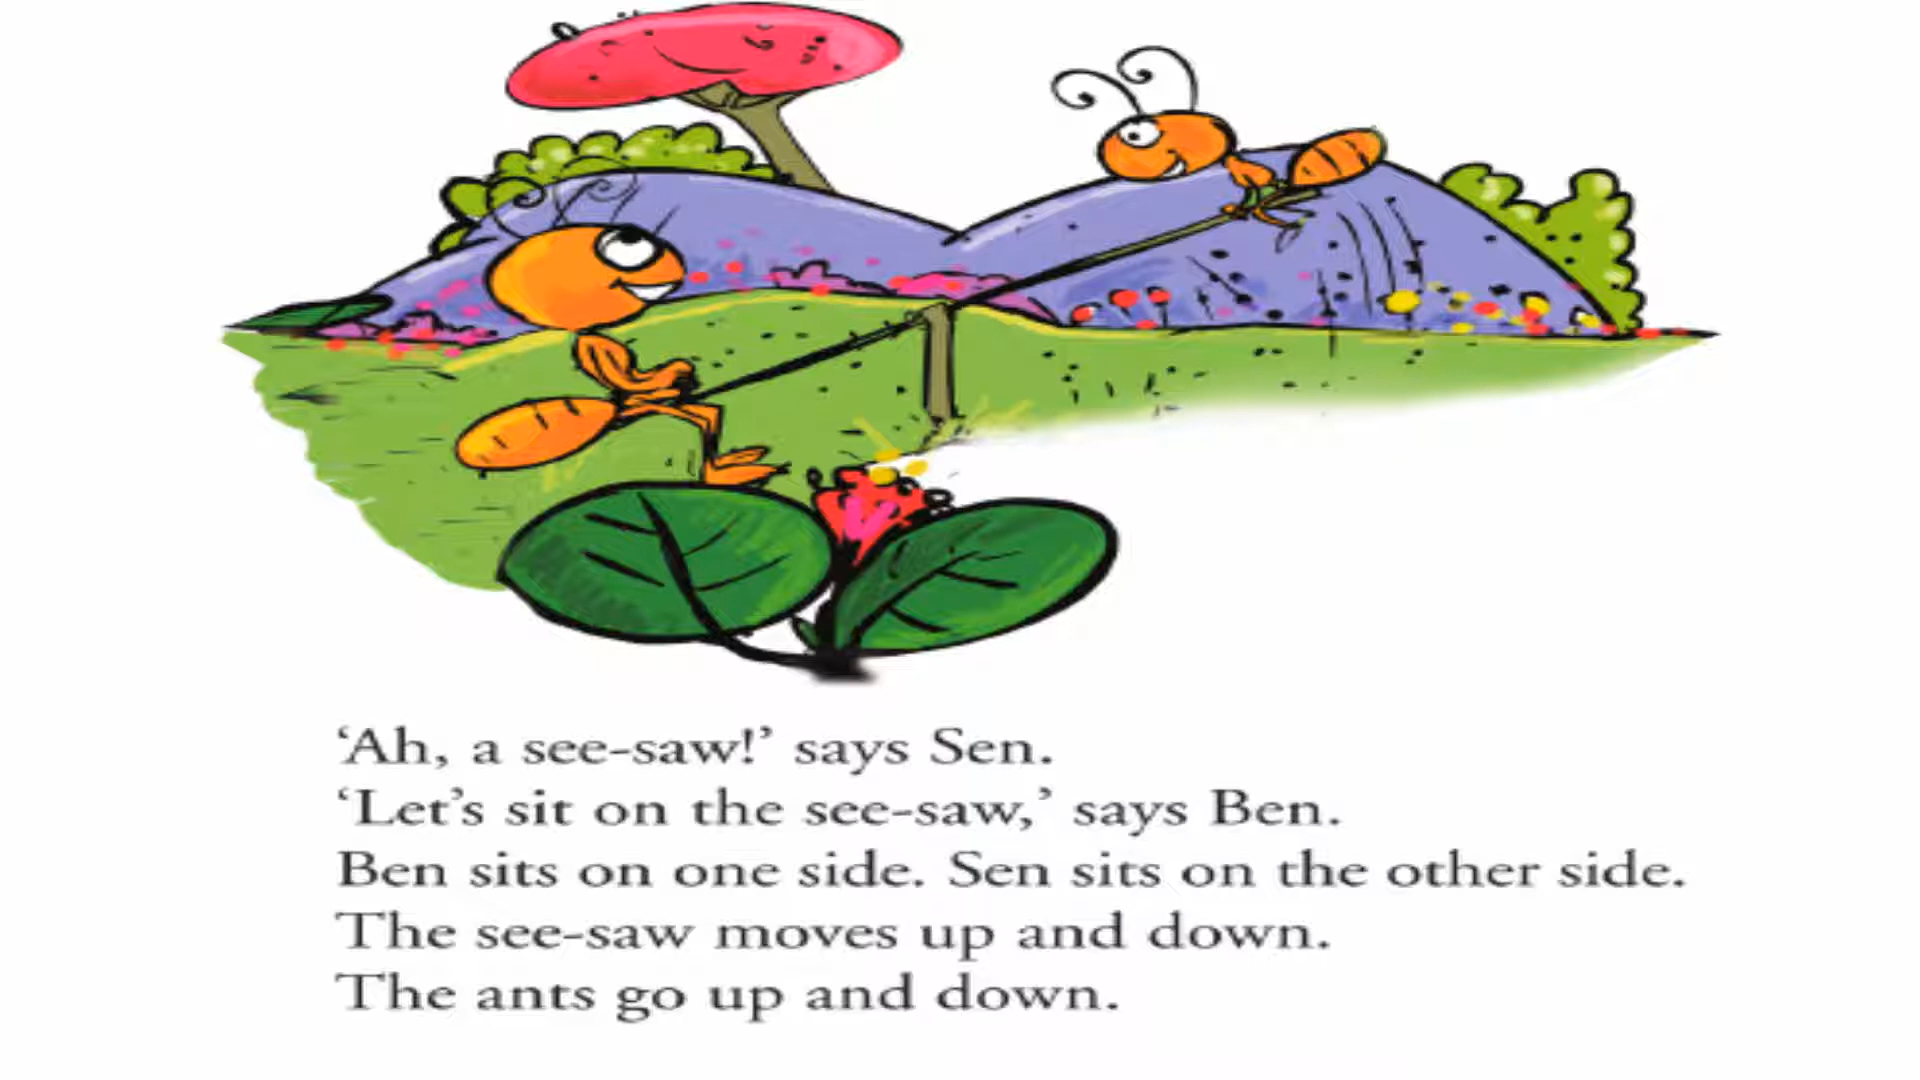 ‘Ah, a see-saw!’ says Sen.
‘Let’s sit on the see-saw,’ says Ben.
Ben sits on one side. Sen sits on the other side.
The see-saw moves up and down.
The ants go up and down.